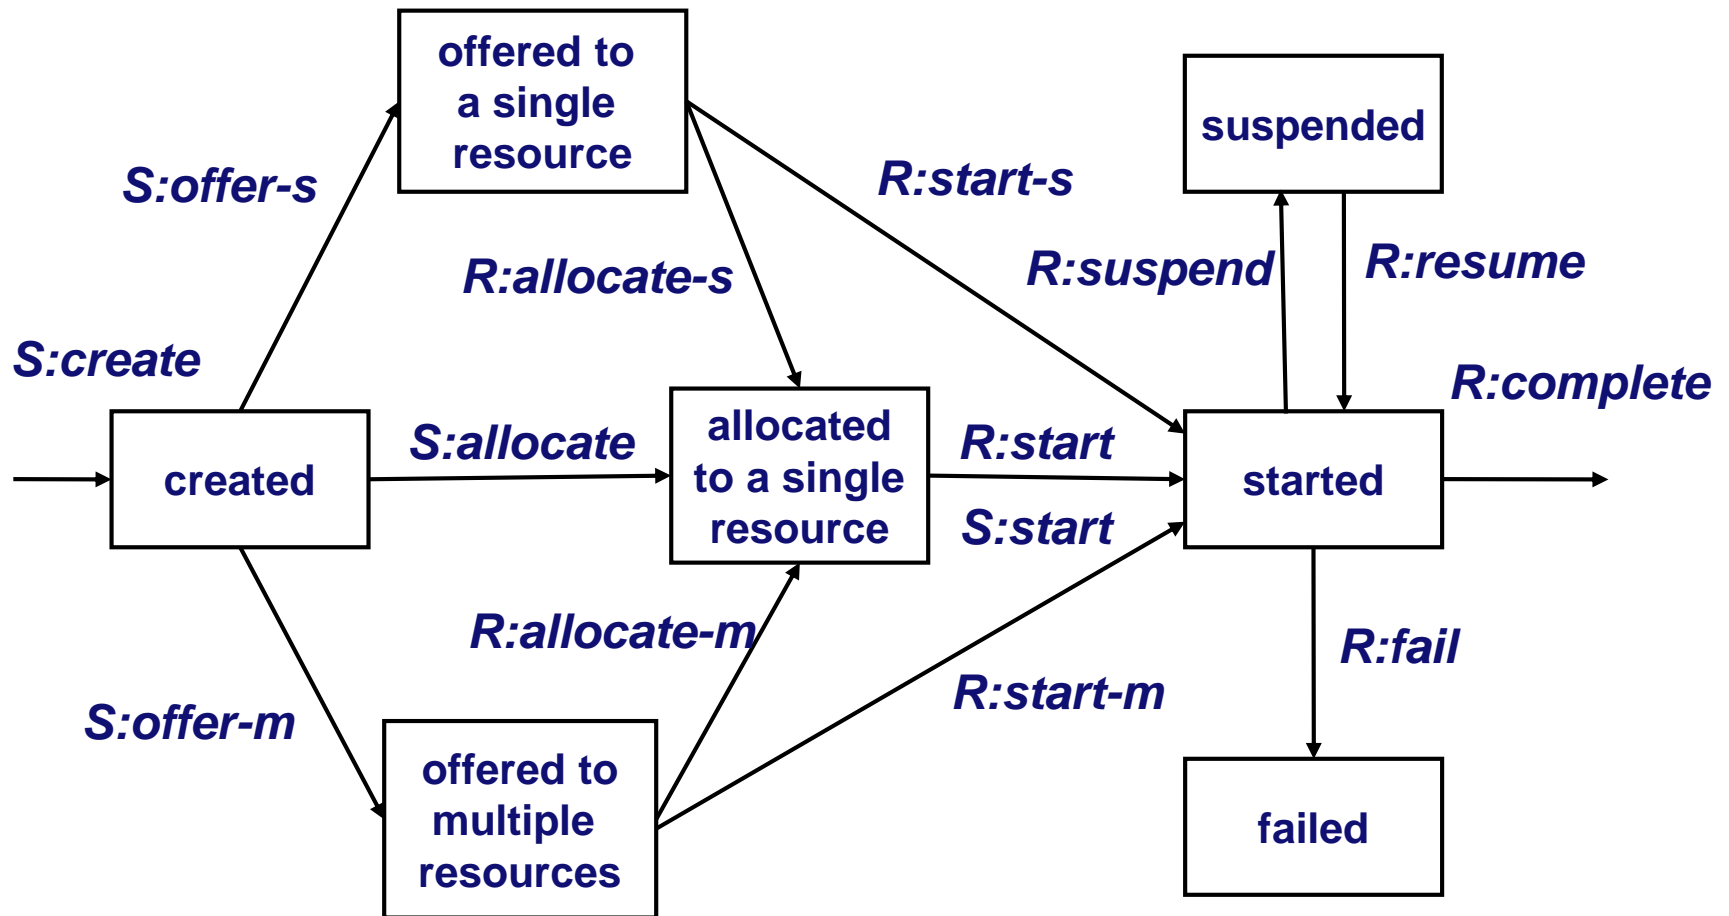 offered to
a single
resource
suspended
S:offer-s
R:start-s
R:allocate-s
R:suspend
R:resume
S:create
R:complete
created
S:allocate
allocated
to a single
resource
R:start
S:start
started
R:allocate-m
R:fail
R:start-m
S:offer-m
offered to
multiple
resources
failed